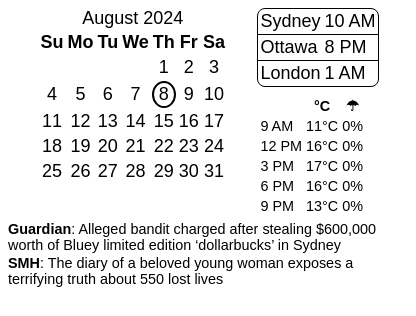 August 2024
Su Mo Tu We Th Fr Sa
1 2 3
4 5 6 7 8 9 10
11 12 13 14 15 16 17
18 19 20 21 22 23 24
25 26 27 28 29 30 31
Sydney 10 AM
Ottawa 8 PM
London 1 AM
°C ☂
9 AM 11°C 0%
12 PM 16°C 0%
3 PM 17°C 0%
6 PM 16°C 0%
9 PM 13°C 0%
Guardian: Alleged bandit charged after stealing $600,000
worth of Bluey limited edition ‘dollarbucks’ in Sydney
SMH: The diary of a beloved young woman exposes a
terrifying truth about 550 lost lives